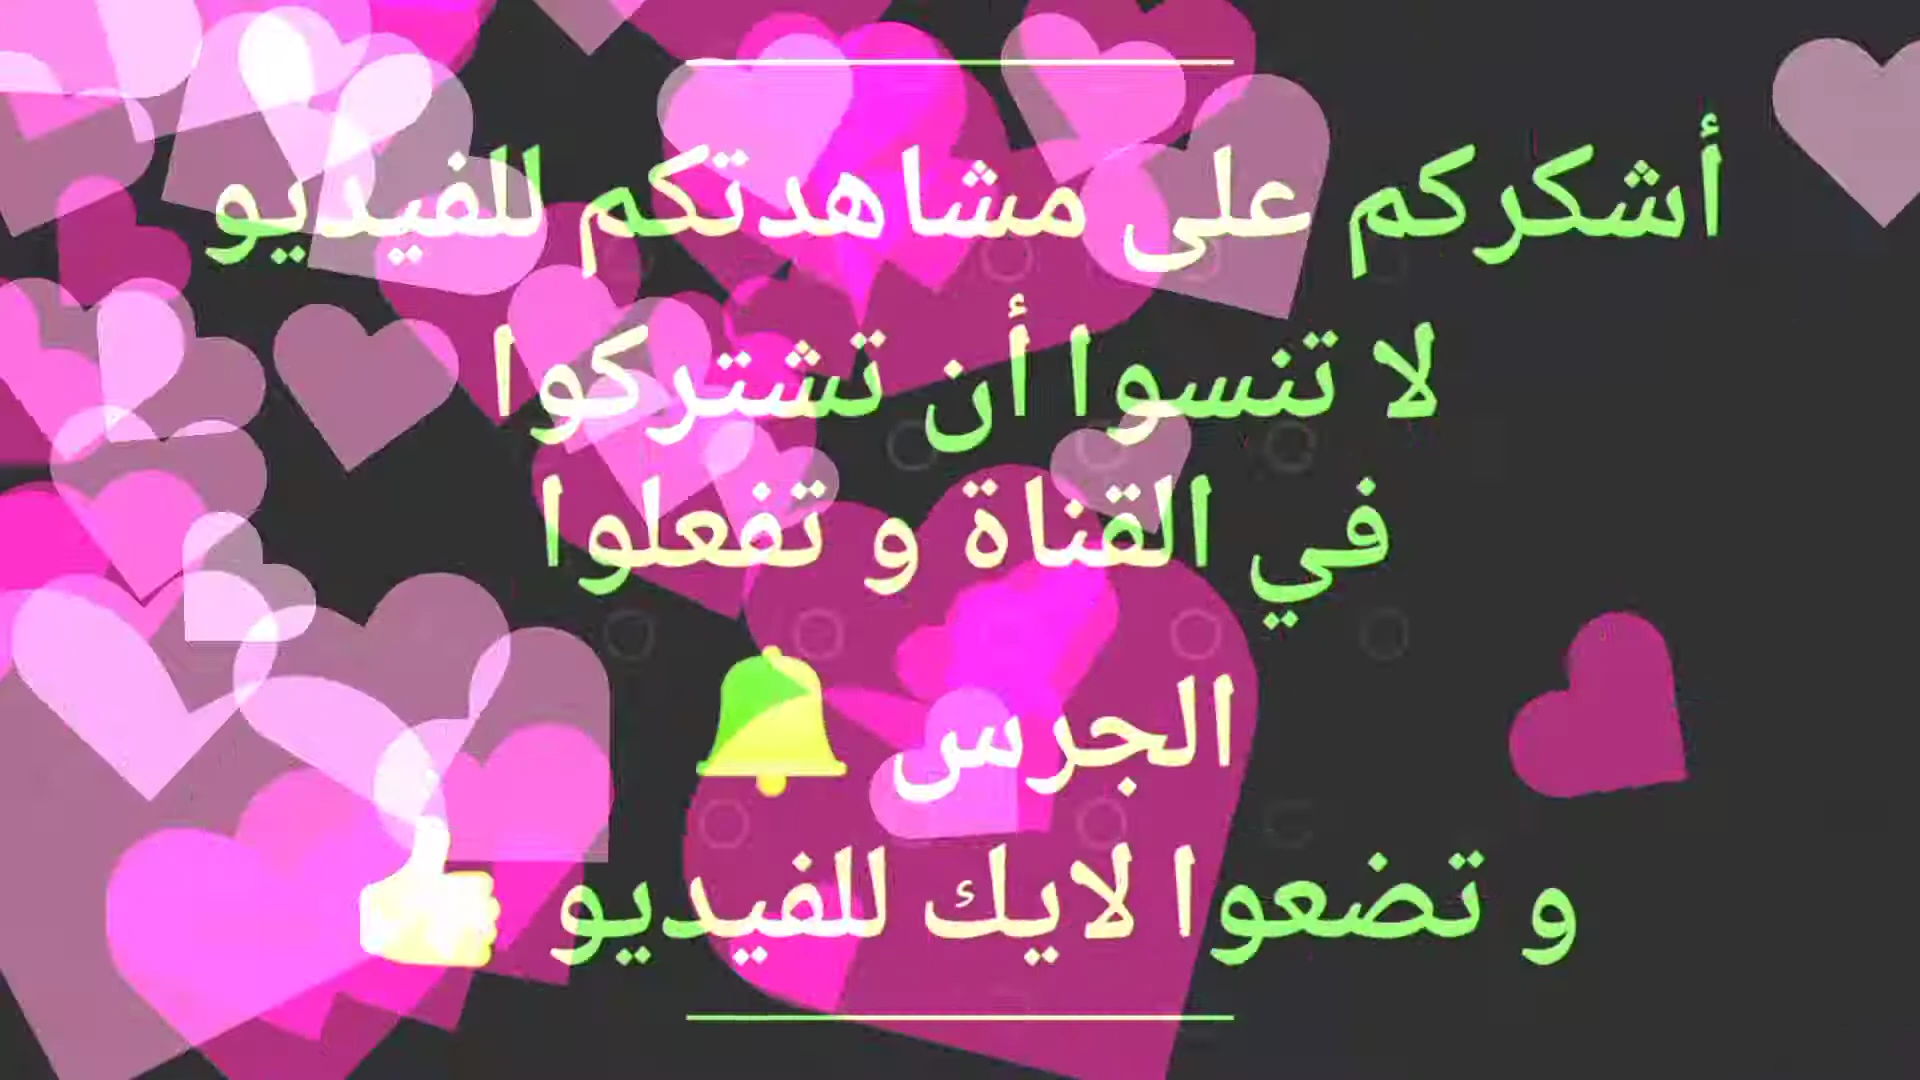 أشكركم على مشاهدتكم للفيديو
لا تنسوا أن تشتركوا
في القناة و تفعلوا
الجرس 🔔
و تضعوا لايك للفيديو 👍